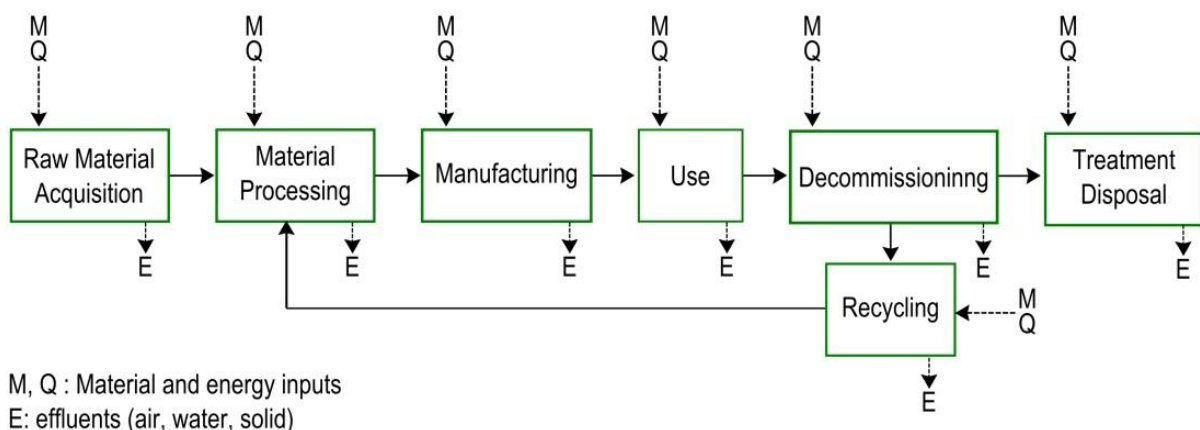 M
Q
M
Q
M
Q
M
Q
M
Q
M
Q
Raw Material
Acquisition
Material
Processing
Manufacturing
Use
Decommissioninng
Treatment
Disposal
E
E
E
E
E
E
Recycling
M
Q
E
M, Q : Material and energy inputs
E: effluents (air, water, solid)